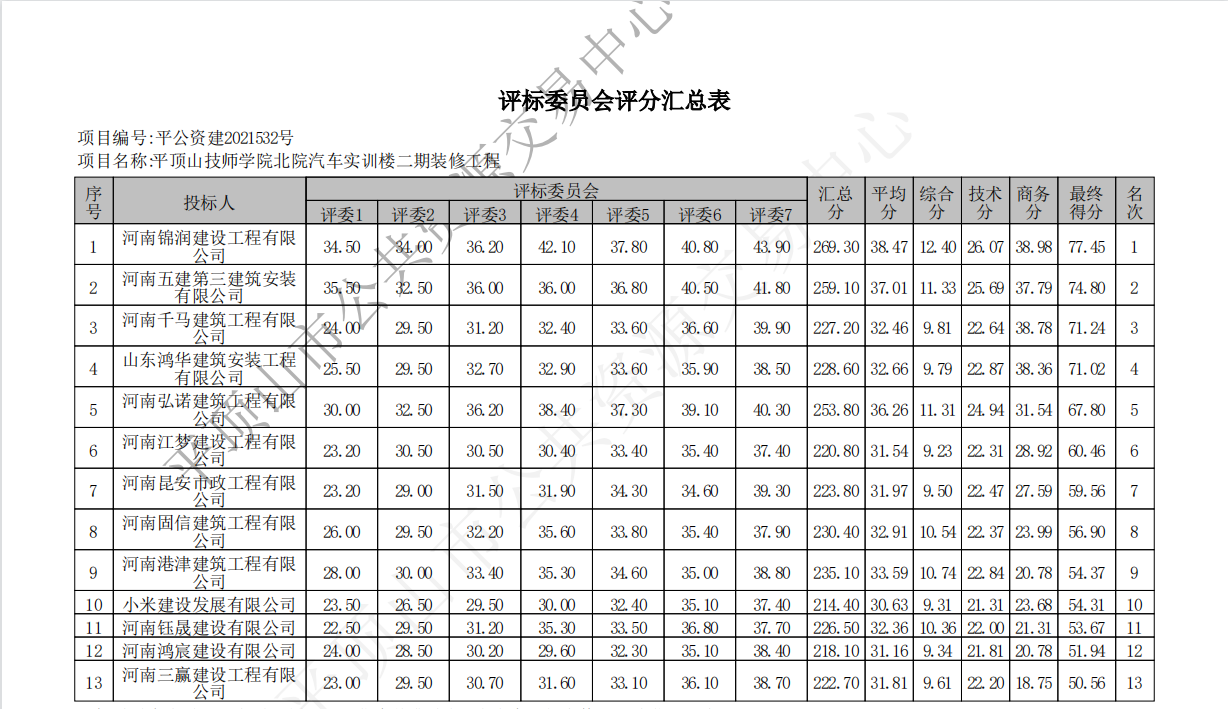 评标委员会评分汇总表
项目编号:平公资建2021532号
项目名称:平顶山技师学院北院汽车实训楼二期装修工程
序号 投标人 评标委员会 汇总分 平均分 综合分 技术分 商务分 最终得分 名次
评委1 评委2 评委3 评委4 评委5 评委6 评委7
1 河南锦润建设工程有限公司 34.50 34.00 36.20 42.10 37.80 40.80 43.90 269.30 38.47 12.40 26.07 38.98 77.45 1
2 河南五建第三建筑安装有限公司 35.50 32.50 36.00 36.00 36.80 40.50 41.80 259.10 37.01 11.33 25.69 37.79 74.80 2
3 河南千马建筑工程有限公司 24.00 29.50 31.20 32.40 33.60 36.60 39.90 227.20 32.46 9.81 22.64 38.78 71.24 3
4 山东鸿华建筑安装工程有限公司 25.50 29.50 32.70 32.90 33.60 35.90 38.50 228.60 32.66 9.79 22.87 38.36 71.02 4
5 河南弘诺建筑工程有限公司 30.00 32.50 36.20 38.40 37.30 39.10 40.30 253.80 36.26 11.31 24.94 31.54 67.80 5
6 河南江梦建设工程有限公司 23.20 30.50 30.50 30.40 33.40 35.40 37.40 220.80 31.54 9.23 22.31 28.92 60.46 6
7 河南昆安市政工程有限公司 23.20 29.00 31.50 31.90 34.30 34.60 39.30 223.80 31.97 9.50 22.47 27.59 59.56 7
8 河南固信建筑工程有限公司 26.00 29.50 32.20 35.60 33.80 35.40 37.90 230.40 32.91 10.54 22.37 23.99 56.90 8
9 河南港津建筑工程有限公司 28.00 30.00 33.40 35.30 34.60 35.00 38.80 235.10 33.59 10.74 22.84 20.78 54.37 9
10 小米建设发展有限公司 23.50 26.50 29.50 30.00 32.40 35.10 37.40 214.40 30.63 9.31 21.31 23.68 54.31 10
11 河南钰晟建设有限公司 22.50 29.50 31.20 35.30 33.50 36.80 37.70 226.50 32.36 10.36 22.00 21.31 53.67 11
12 河南鸿宸建设有限公司 24.00 28.50 30.20 29.60 32.30 35.10 38.40 218.10 31.16 9.34 21.81 20.78 51.94 12
13 河南三赢建设工程有限公司 23.00 29.50 30.70 31.60 33.10 36.10 38.70 222.70 31.81 9.61 22.20 18.75 50.56 13
平顶山市公共资源交易中心
平顶山市公共资源交易中心